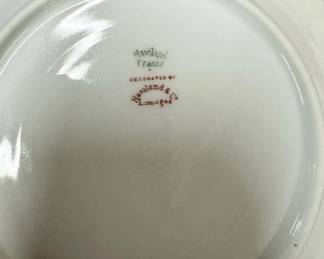 Haviland
France
DECORATED BY
Haviland & Co
Limoges